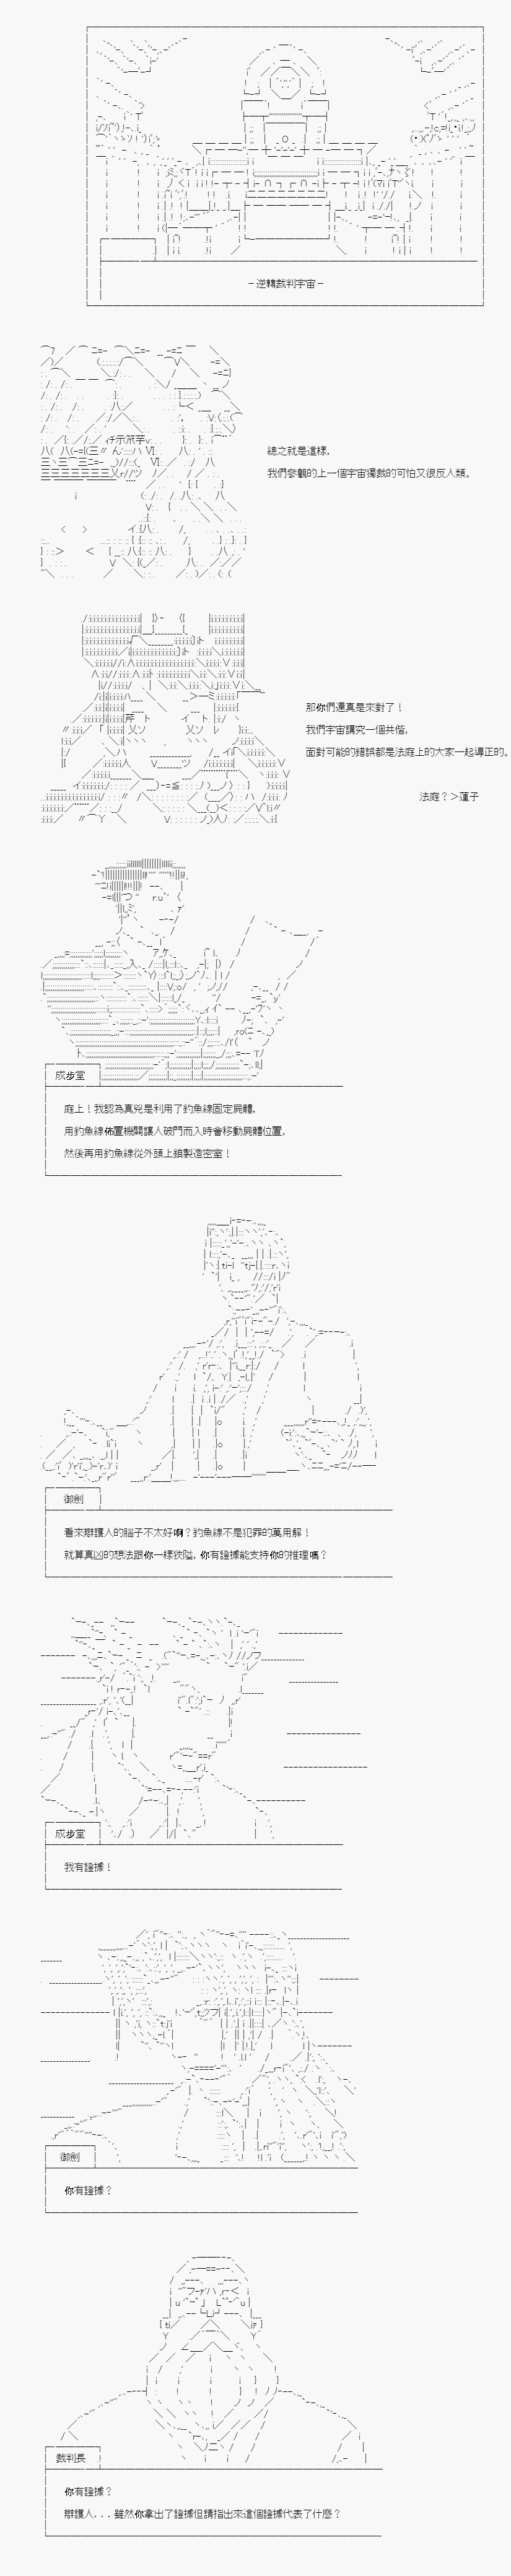 －逆轉裁判宇宙－
總之就是這樣，
我們參觀的上一個宇宙獨裁的可怕又很反人類。
那你們還真是來對了！
我們宇宙講究一個共偕，
面對可能的錯誤都是法庭上的大家一起導正的。
法庭？＞蓮子
成步堂
庭上！我認為真兇是利用了釣魚線固定屍體，
用釣魚線佈置機關讓人破門而入時會移動屍體位置，
然後再用釣魚線從外頭上鎖製造密室！
御劍
看來辯護人的腦子不太好啊？釣魚線不是犯罪的萬用解！
就算真凶的想法跟你一樣狹隘，你有證據能支持你的推理嗎？
成步堂
我有證據！
御劍
你有證據？
裁判長
你有證據？
辯護人．．．雖然你拿出了證據但請指出來這個證據代表了什麼？